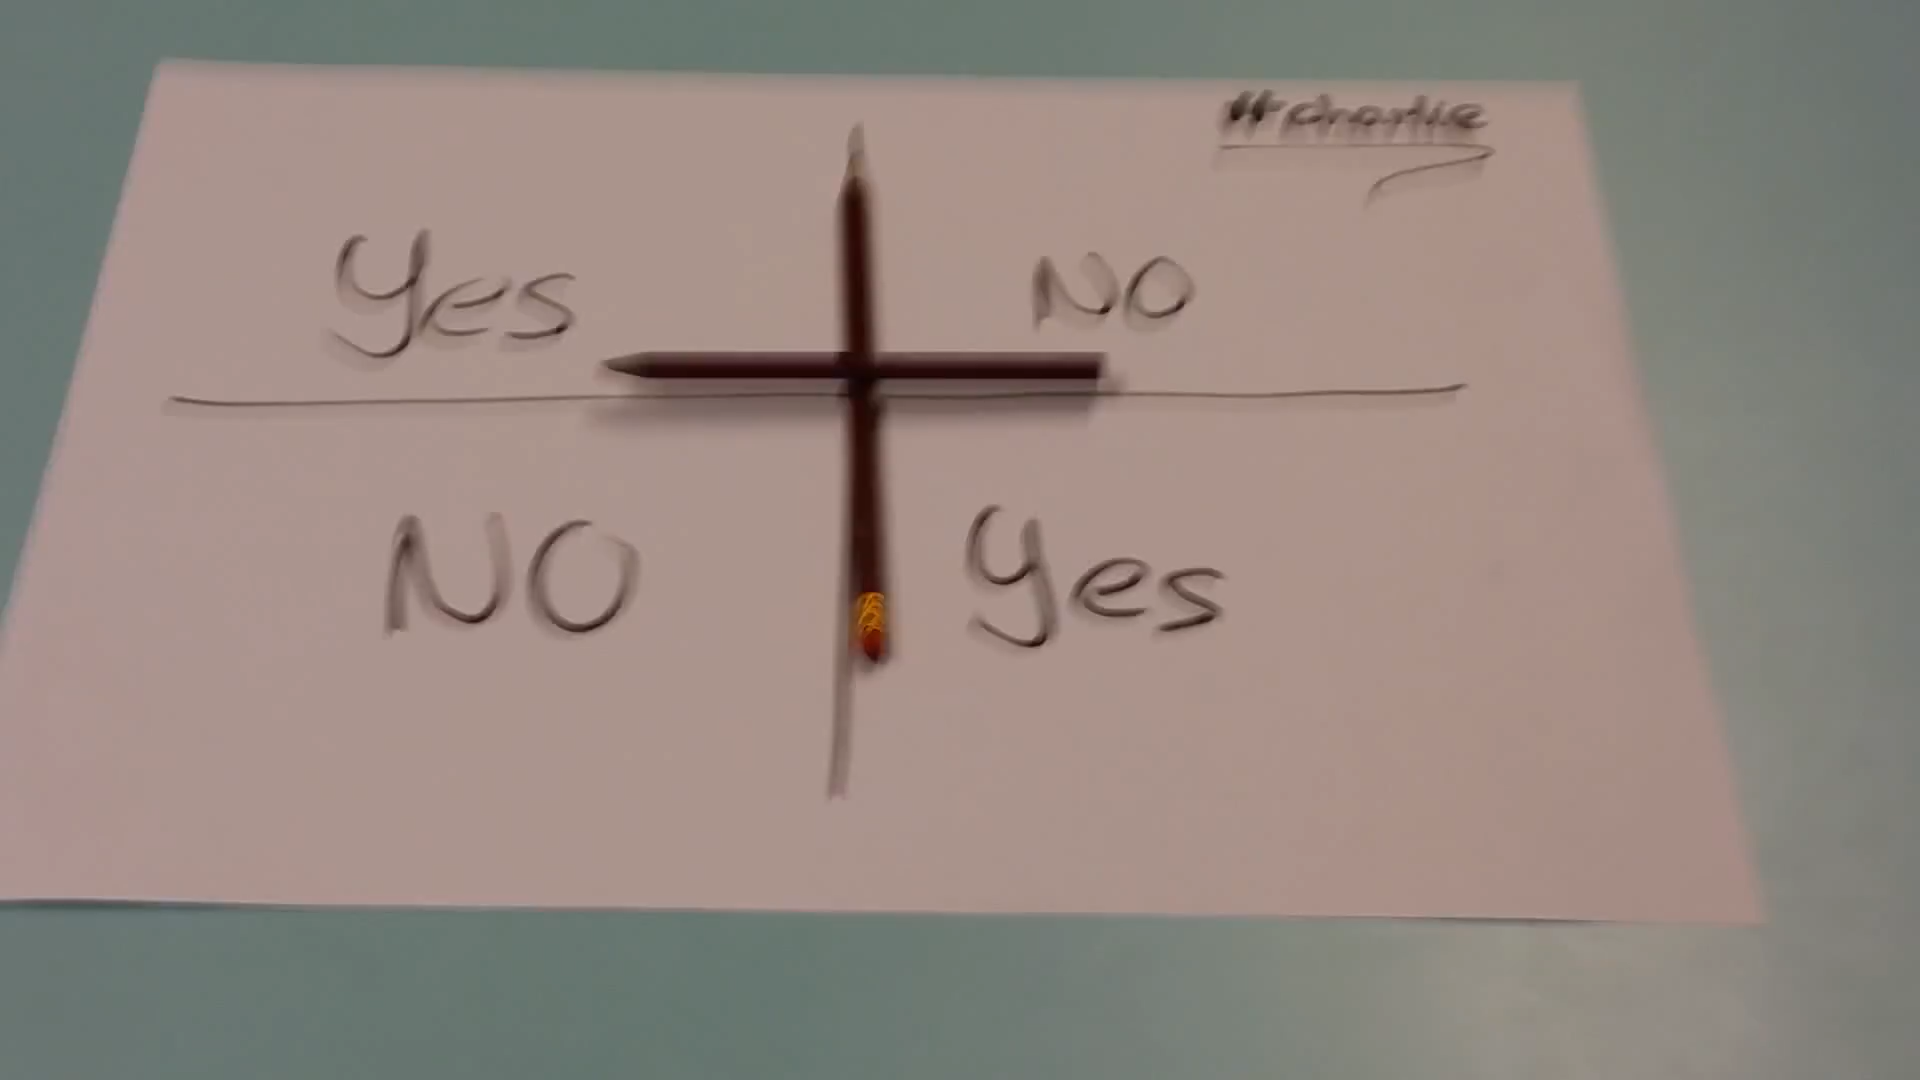 #charlie
Yes NO
NO Yes